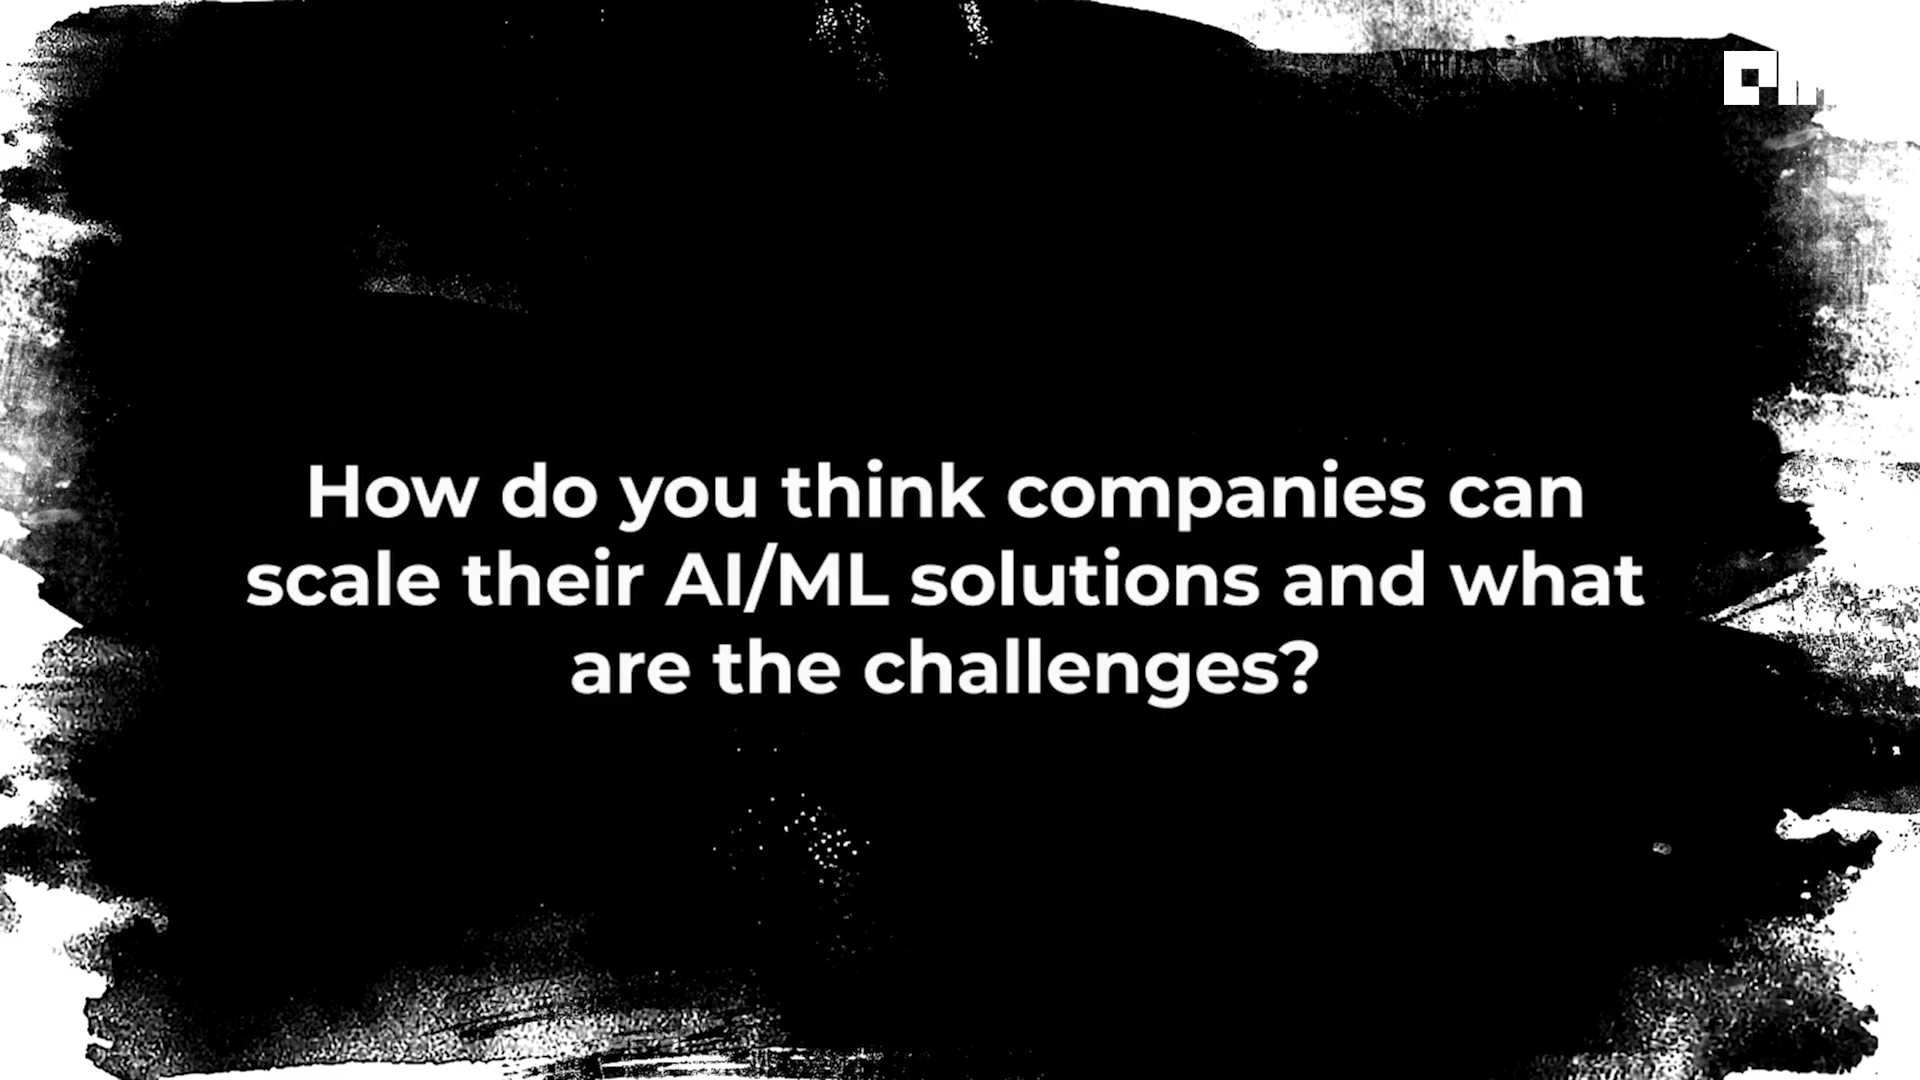 How do you think companies can
scale their AI/ML solutions and what
are the challenges?